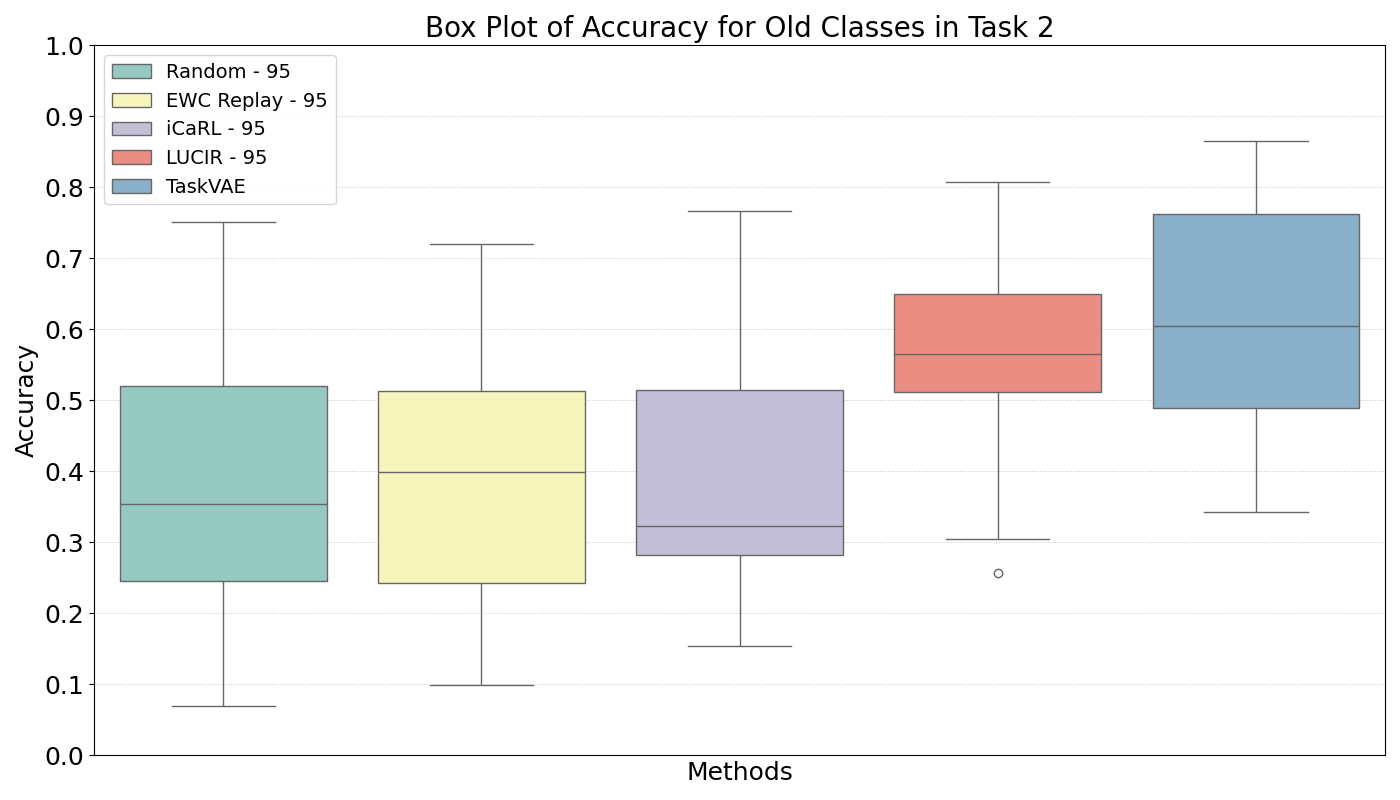 Box Plot of Accuracy for Old Classes in Task 2
1.0
0.9
0.8
0.7
0.6
0.5
0.4
0.3
0.2
0.1
0.0
Accuracy
Random - 95
EWC Replay - 95
iCaRL - 95
LUCIR - 95
TaskVAE
Methods